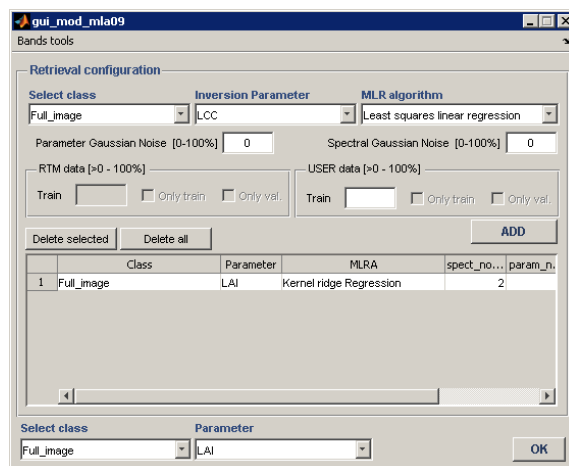 gui_mod_mla09
Bands tools
Retrieval configuration
Select class Inversion Parameter MLR algorithm
Full_image LCC Least squares linear regression
Parameter Gaussian Noise [0-100%] 0 Spectral Gaussian Noise [0-100%] 0
RTM data [>0 - 100%] USER data [>0 - 100%]
Train Only train Only val. Train Only train Only val.
Delete selected Delete all ADD
Class Parameter MLRA spect_no... param_n.
1 Full_image LAI Kernel ridge Regression 2
Select class Parameter
Full_image LAI OK